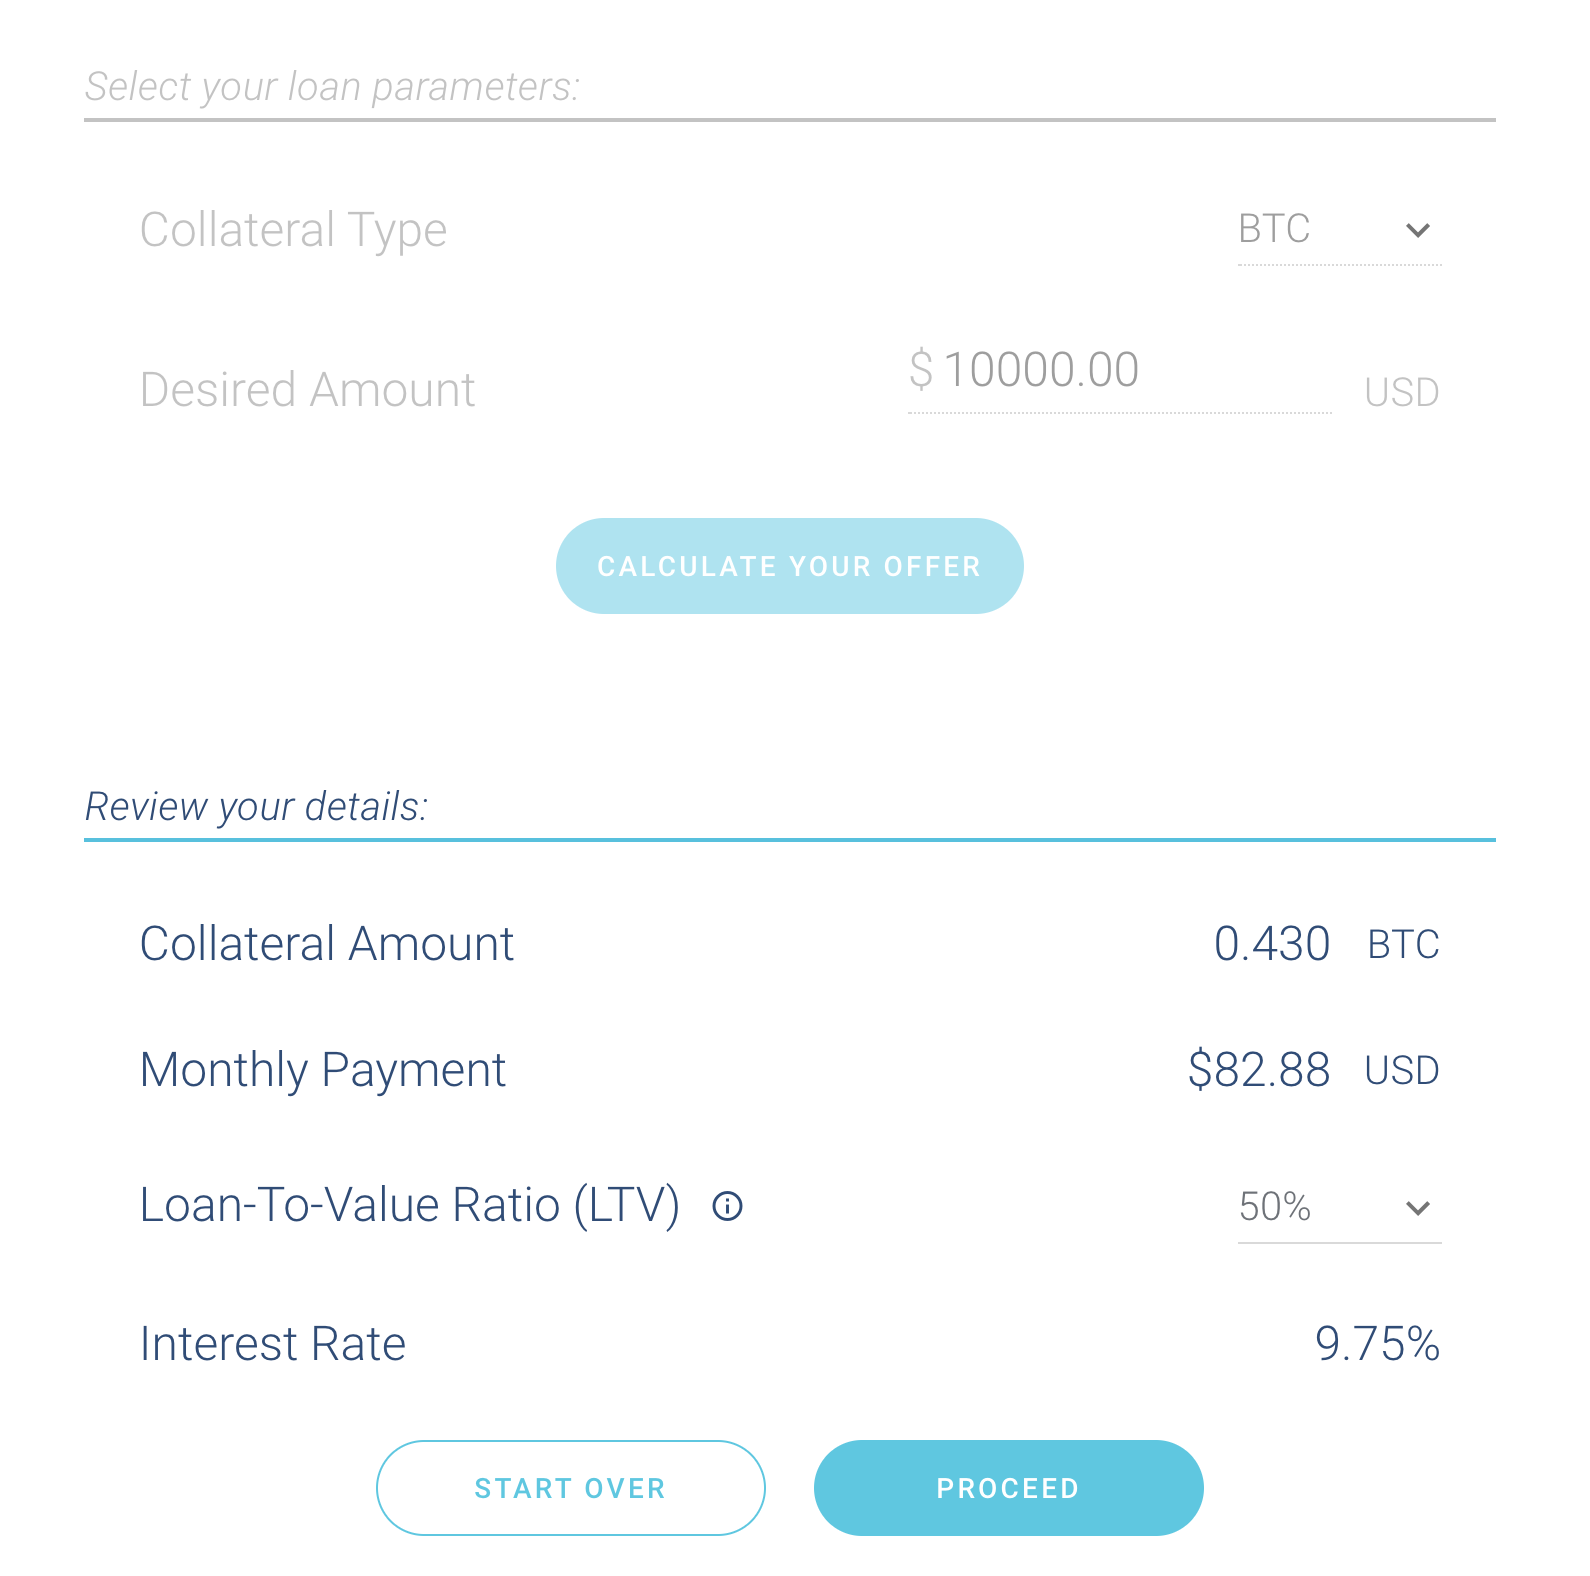 Select your loan parameters:
Collateral Type BTC
Desired Amount $ 10000.00 USD
CALCULATE YOUR OFFER
Review your details:
Collateral Amount 0.430 BTC
Monthly Payment $82.88 USD
Loan-To-Value Ratio (LTV) 50%
Interest Rate 9.75%
START OVER PROCEED